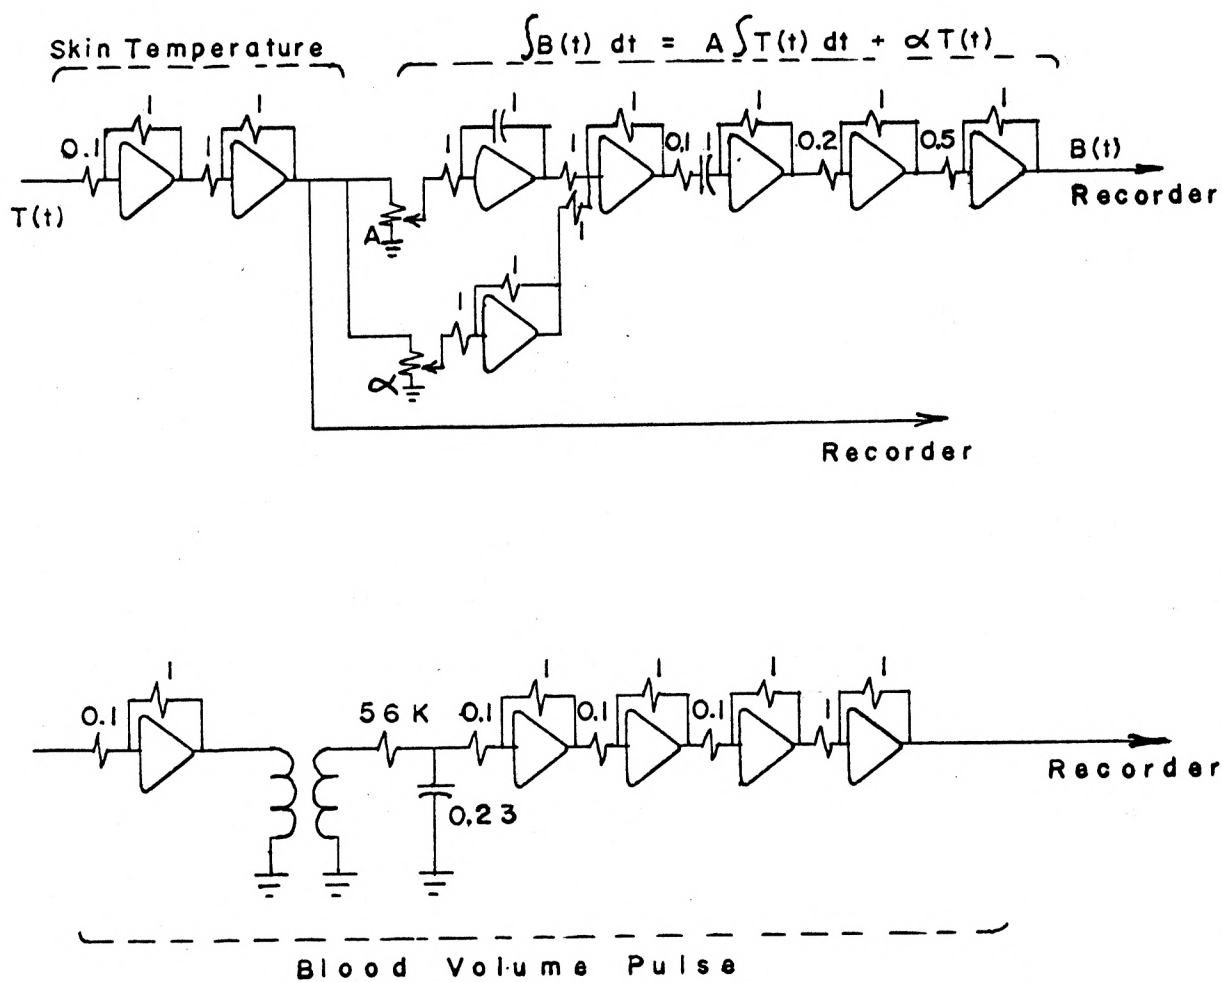 Skin Temperature
∫B(t) dt = A∫T(t) dt + αT(t)
1 1 1 1 1 1 1
0.1 1 1 1 0.1 1 0.2 0.5 B(t)
Recorder
T(t)
A 1
1
1
α
Recorder
1 1 1 1 1
0.1 56 K 0.1 0.1 0.1 1
Recorder
0.23
Blood Volume Pulse